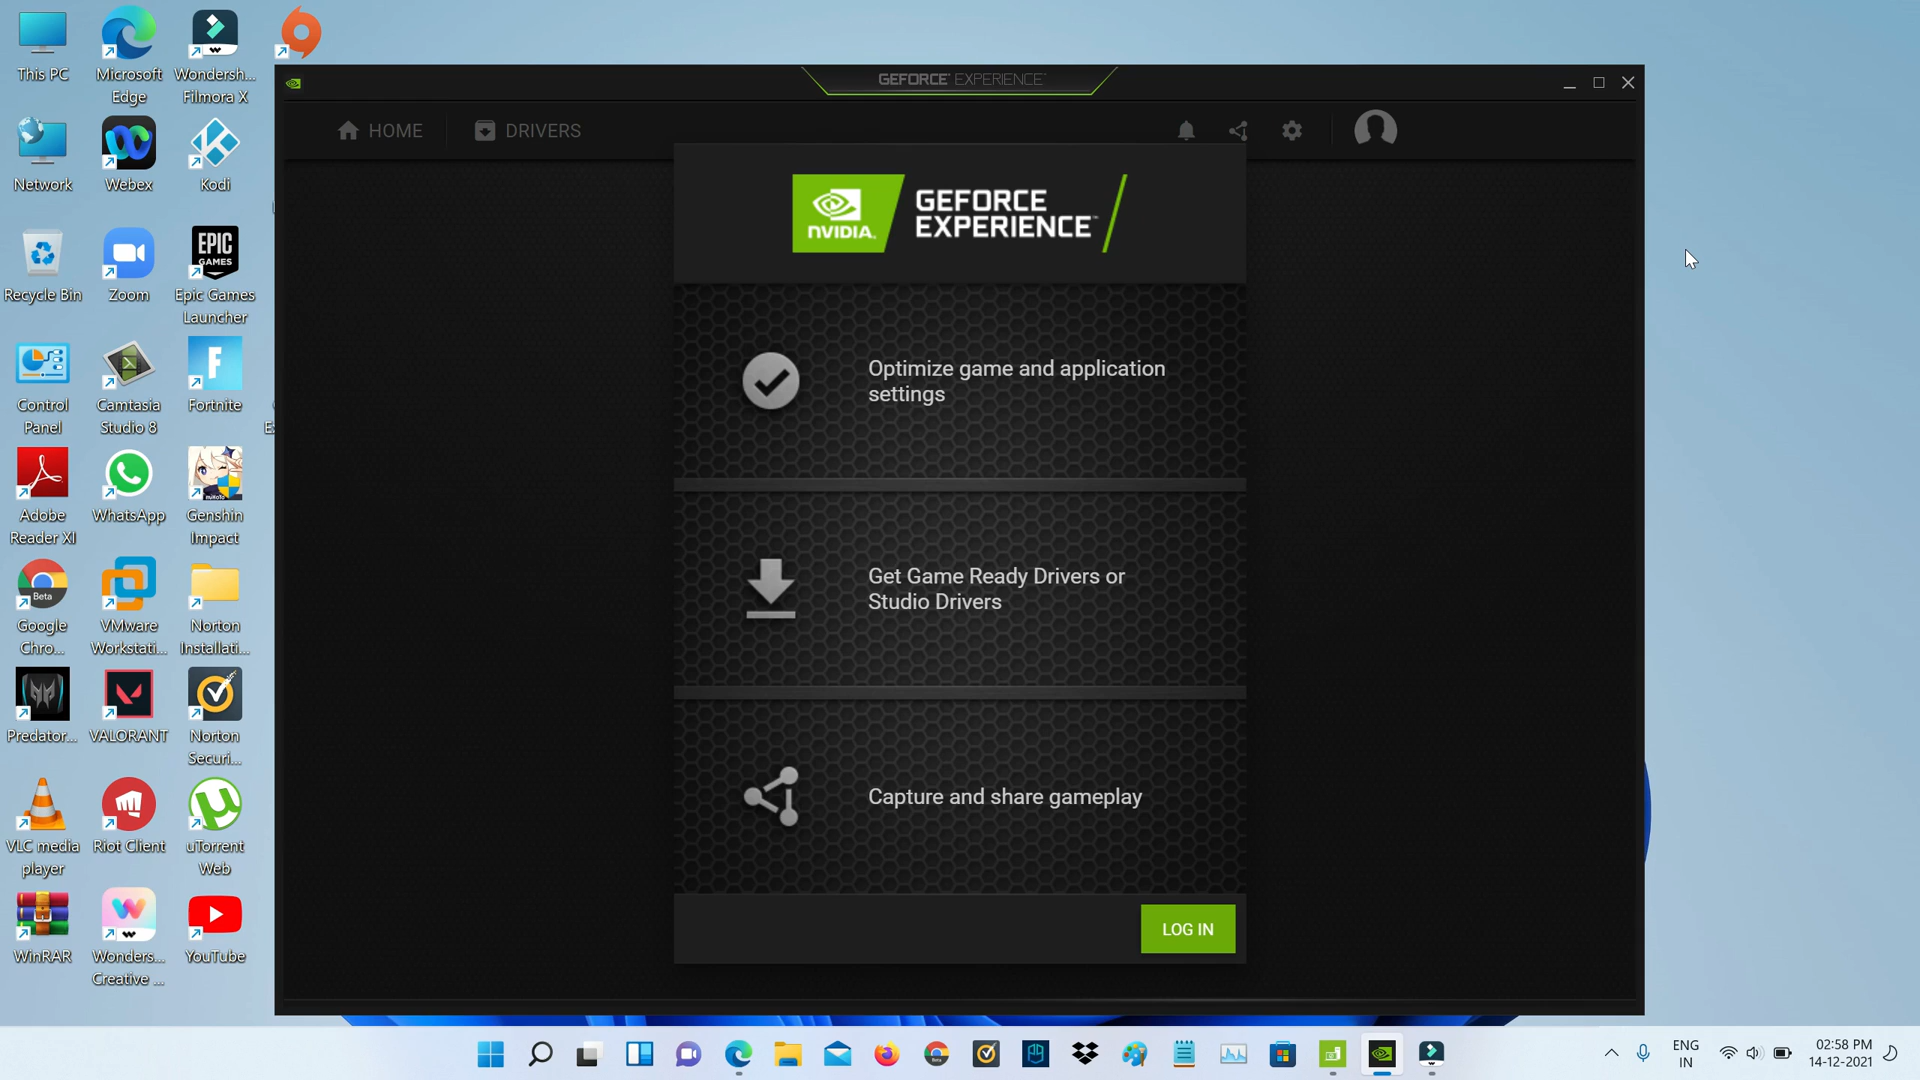 This PC
Microsoft
Edge
Wondersh...
Filmora X
Network
Webex
Kodi
Recycle Bin
Zoom
EPIC
GAMES
Epic Games
Launcher
Control
Panel
Camtasia
Studio 8
F
Fortnite
Adobe
Reader XI
WhatsApp
Genshin
Impact
Beta
Google
Chro...
VMware
Workstati...
Norton
Installati...
Predator...
VALORANT
Norton
Securi...
VLC media
player
Riot Client
uTorrent
Web
WinRAR
Wonders...
Creative ...
YouTube
GEFORCE EXPERIENCE
HOME
DRIVERS
NVIDIA.
GEFORCE
EXPERIENCE™
Optimize game and application
settings
Get Game Ready Drivers or
Studio Drivers
Capture and share gameplay
LOG IN
ENG
IN
02:58 PM
14-12-2021